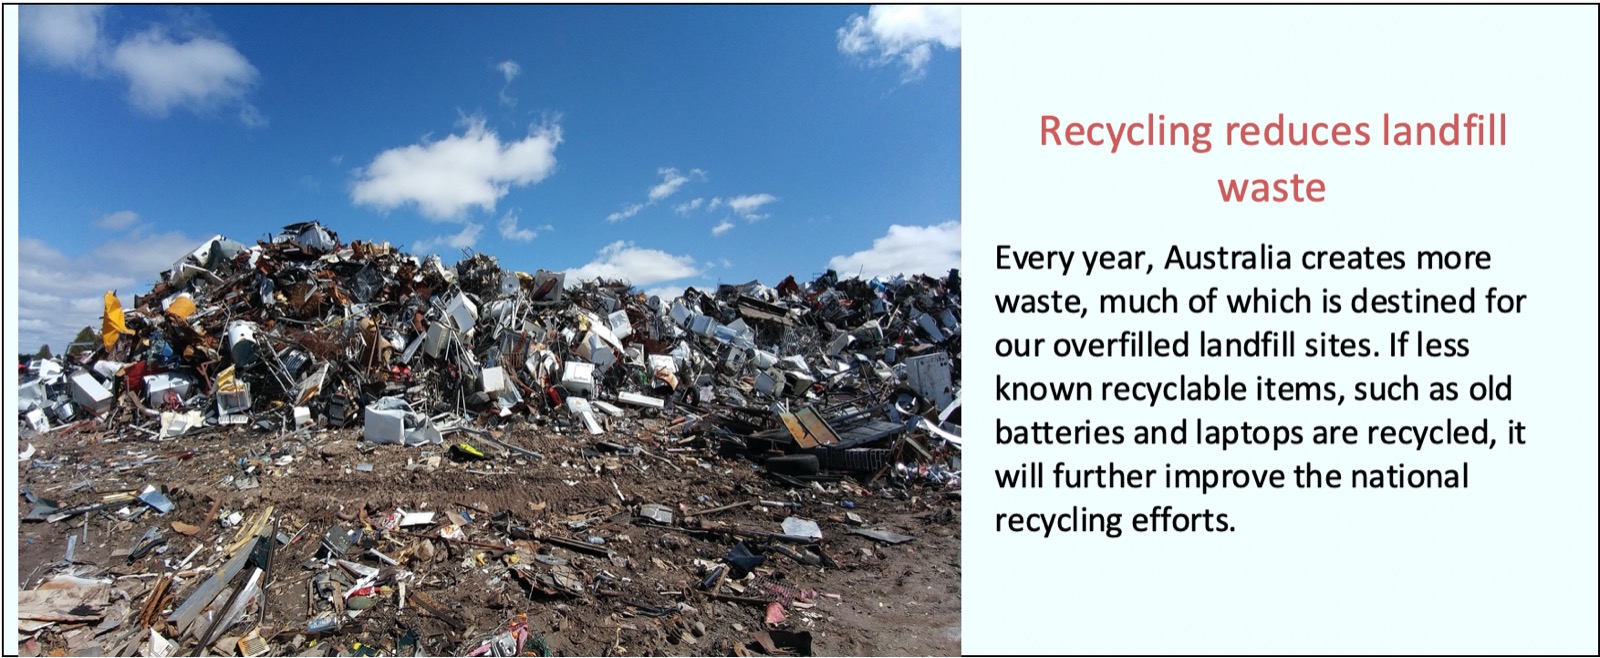 Recycling reduces landfill
waste
Every year, Australia creates more
waste, much of which is destined for
our overfilled landfill sites. If less
known recyclable items, such as old
batteries and laptops are recycled, it
will further improve the national
recycling efforts.